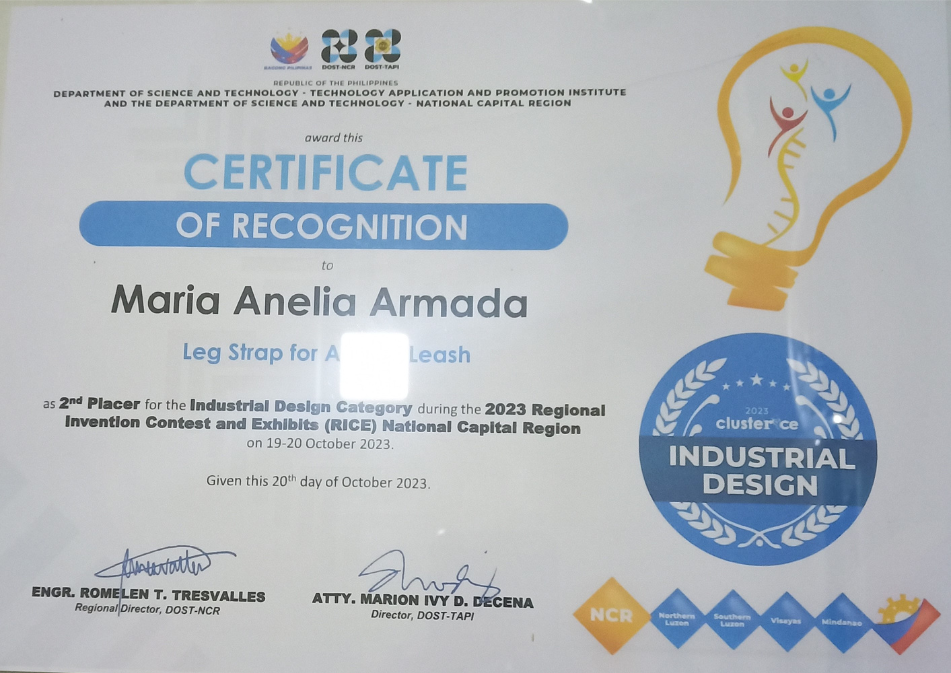 BAGONG PILIPINAS
DOST-NCR
DOST-TAPI
REPUBLIC OF THE PHILIPPINES
DEPARTMENT OF SCIENCE AND TECHNOLOGY - TECHNOLOGY APPLICATION AND PROMOTION INSTITUTE
AND THE DEPARTMENT OF SCIENCE AND TECHNOLOGY - NATIONAL CAPITAL REGION
award this
CERTIFICATE
OF RECOGNITION
to
Maria Anelia Armada
Leg Strap for Leash
as 2nd Placer for the Industrial Design Category during the 2023 Regional
Invention Contest and Exhibits (RICE) National Capital Region
on 19-20 October 2023.
Given this 20th day of October 2023.
ENGR. ROMELEN T. TRESVALLES
Regional Director, DOST-NCR
ATTY. MARION IVY D. DECENA
Director, DOST-TAPI
2023
INDUSTRIAL
DESIGN
NCR
Northern
Luzon
Southern
Luzon
Visayas
Mindanao